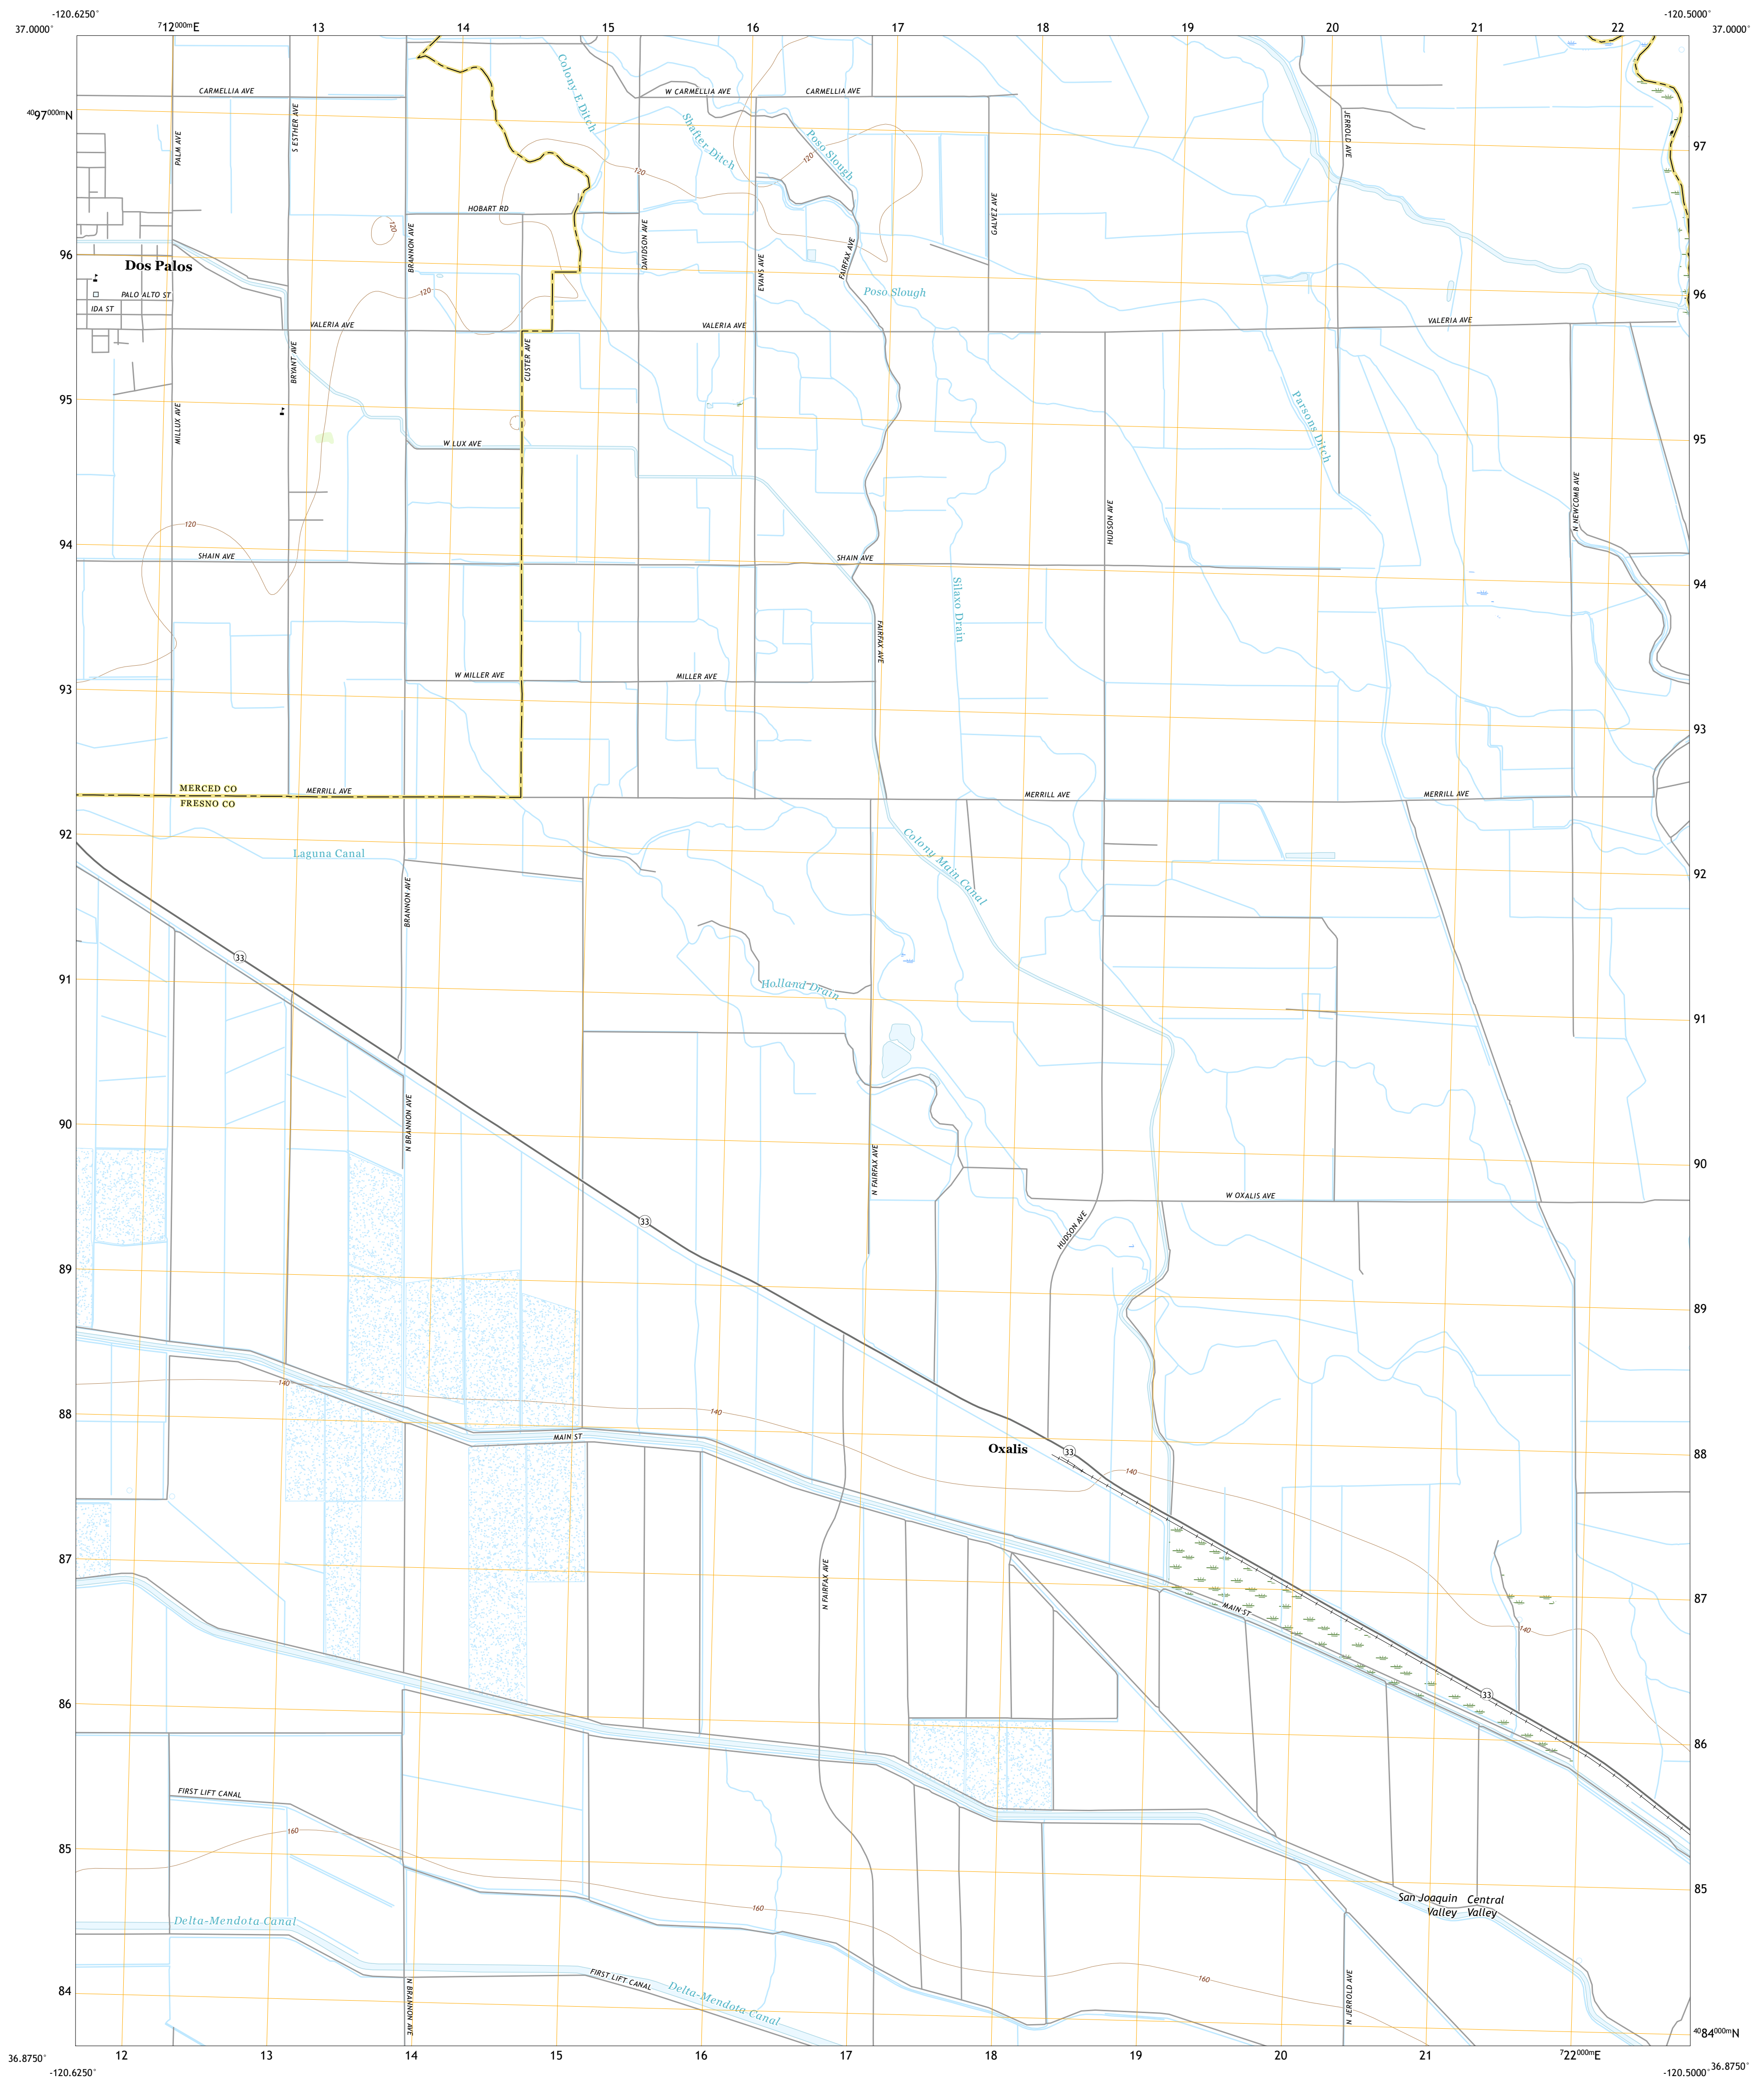 -120.6250°
-120.5000°
37.0000°
⁷12⁰⁰⁰ᵐE
13
14
15
16
17
18
19
20
21
22
37.0000°
CARMELLIA AVE
W CARMELLIA AVE
CARMELLIA AVE
Colony E Ditch
Shafter Ditch
Poso Slough
JERROLD AVE
⁴⁰97⁰⁰⁰ᵐN
97
PALM AVE
S ESTHER AVE
120
120
HOBART RD
GALVEZ AVE
120
BRANNON AVE
DAVIDSON AVE
EVANS AVE
FAIRFAX AVE
96
Dos Palos
PALO ALTO ST
IDA ST
120
Poso Slough
96
VALERIA AVE
VALERIA AVE
VALERIA AVE
BRYANT AVE
CUSTER AVE
95
MILLUX AVE
W LUX AVE
Parsons Ditch
95
N NEWCOMB AVE
HUDSON AVE
120
94
SHAIN AVE
SHAIN AVE
94
Silaxo Drain
FAIRFAX AVE
W MILLER AVE
MILLER AVE
93
93
MERCED CO
MERRILL AVE
FRESNO CO
MERRILL AVE
MERRILL AVE
92
Laguna Canal
Colony Main Canal
92
BRANNON AVE
33
91
Holland Drain
91
N BRANNON AVE
90
N FAIRFAX AVE
90
W OXALIS AVE
33
HUDSON AVE
89
89
140
140
88
MAIN ST
Oxalis
33
88
140
87
N FAIRFAX AVE
87
MAIN ST
140
33
86
86
FIRST LIFT CANAL
160
85
85
San Joaquin
Valley
Central
Valley
160
Delta-Mendota Canal
FIRST LIFT CANAL
Delta-Mendota Canal
160
84
N BRANNON AVE
N JERROLD AVE
⁴⁰84⁰⁰⁰ᵐN
36.8750°
12
13
14
15
16
17
18
19
20
21
⁷22⁰⁰⁰ᵐE
36.8750°
-120.6250°
-120.5000°